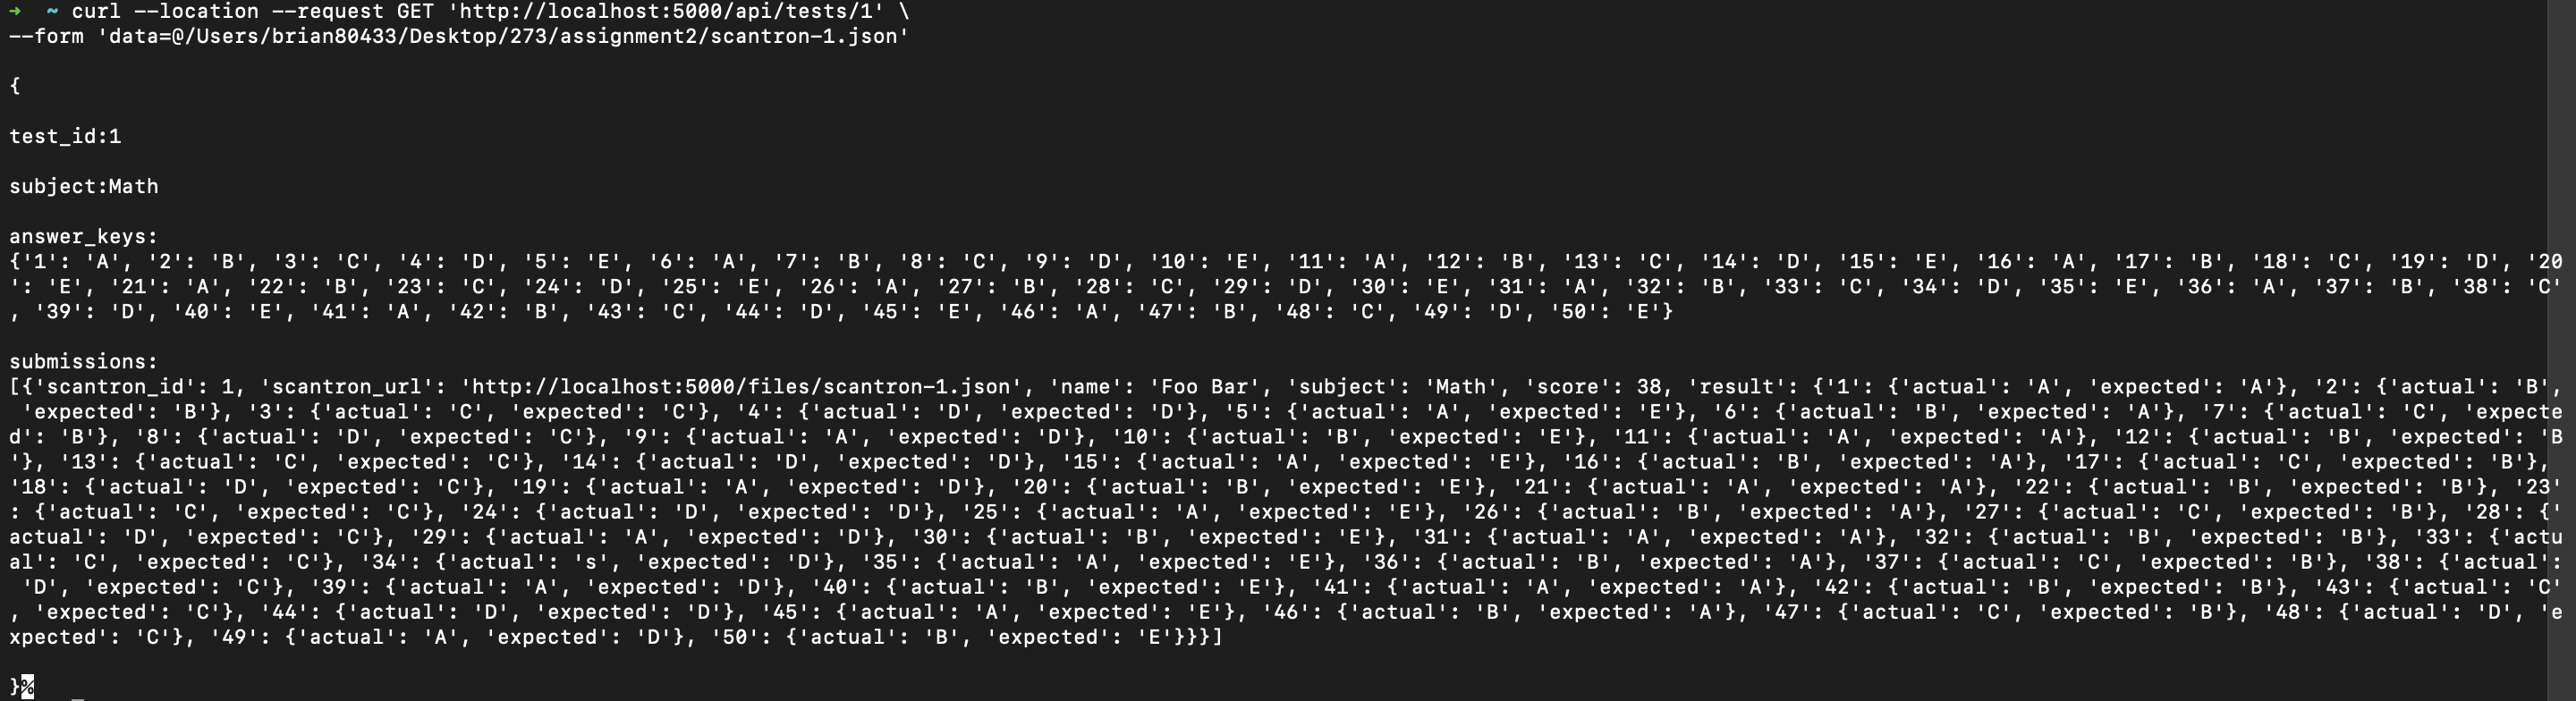 → ~ curl --location --request GET 'http://localhost:5000/api/tests/1' \
--form 'data=@/Users/brian80433/Desktop/273/assignment2/scantron-1.json'
{
test_id:1
subject:Math
answer_keys:
{'1': 'A', '2': 'B', '3': 'C', '4': 'D', '5': 'E', '6': 'A', '7': 'B', '8': 'C', '9': 'D', '10': 'E', '11': 'A', '12': 'B', '13': 'C', '14': 'D', '15': 'E', '16': 'A', '17': 'B', '18': 'C', '19': 'D', '20
': 'E', '21': 'A', '22': 'B', '23': 'C', '24': 'D', '25': 'E', '26': 'A', '27': 'B', '28': 'C', '29': 'D', '30': 'E', '31': 'A', '32': 'B', '33': 'C', '34': 'D', '35': 'E', '36': 'A', '37': 'B', '38': 'C'
, '39': 'D', '40': 'E', '41': 'A', '42': 'B', '43': 'C', '44': 'D', '45': 'E', '46': 'A', '47': 'B', '48': 'C', '49': 'D', '50': 'E'}
submissions:
[{'scantron_id': 1, 'scantron_url': 'http://localhost:5000/files/scantron-1.json', 'name': 'Foo Bar', 'subject': 'Math', 'score': 38, 'result': {'1': {'actual': 'A', 'expected': 'A'}, '2': {'actual': 'B',
 'expected': 'B'}, '3': {'actual': 'C', 'expected': 'C'}, '4': {'actual': 'D', 'expected': 'D'}, '5': {'actual': 'A', 'expected': 'E'}, '6': {'actual': 'B', 'expected': 'A'}, '7': {'actual': 'C', 'expecte
d': 'B'}, '8': {'actual': 'D', 'expected': 'C'}, '9': {'actual': 'A', 'expected': 'D'}, '10': {'actual': 'B', 'expected': 'E'}, '11': {'actual': 'A', 'expected': 'A'}, '12': {'actual': 'B', 'expected': 'B
'}, '13': {'actual': 'C', 'expected': 'C'}, '14': {'actual': 'D', 'expected': 'D'}, '15': {'actual': 'A', 'expected': 'E'}, '16': {'actual': 'B', 'expected': 'A'}, '17': {'actual': 'C', 'expected': 'B'},
'18': {'actual': 'D', 'expected': 'C'}, '19': {'actual': 'A', 'expected': 'D'}, '20': {'actual': 'B', 'expected': 'E'}, '21': {'actual': 'A', 'expected': 'A'}, '22': {'actual': 'B', 'expected': 'B'}, '23'
: {'actual': 'C', 'expected': 'C'}, '24': {'actual': 'D', 'expected': 'D'}, '25': {'actual': 'A', 'expected': 'E'}, '26': {'actual': 'B', 'expected': 'A'}, '27': {'actual': 'C', 'expected': 'B'}, '28': {'
actual': 'D', 'expected': 'C'}, '29': {'actual': 'A', 'expected': 'D'}, '30': {'actual': 'B', 'expected': 'E'}, '31': {'actual': 'A', 'expected': 'A'}, '32': {'actual': 'B', 'expected': 'B'}, '33': {'actu
al': 'C', 'expected': 'C'}, '34': {'actual': 's', 'expected': 'D'}, '35': {'actual': 'A', 'expected': 'E'}, '36': {'actual': 'B', 'expected': 'A'}, '37': {'actual': 'C', 'expected': 'B'}, '38': {'actual':
 'D', 'expected': 'C'}, '39': {'actual': 'A', 'expected': 'D'}, '40': {'actual': 'B', 'expected': 'E'}, '41': {'actual': 'A', 'expected': 'A'}, '42': {'actual': 'B', 'expected': 'B'}, '43': {'actual': 'C'
, 'expected': 'C'}, '44': {'actual': 'D', 'expected': 'D'}, '45': {'actual': 'A', 'expected': 'E'}, '46': {'actual': 'B', 'expected': 'A'}, '47': {'actual': 'C', 'expected': 'B'}, '48': {'actual': 'D', 'e
xpected': 'C'}, '49': {'actual': 'A', 'expected': 'D'}, '50': {'actual': 'B', 'expected': 'E'}}}]
}%